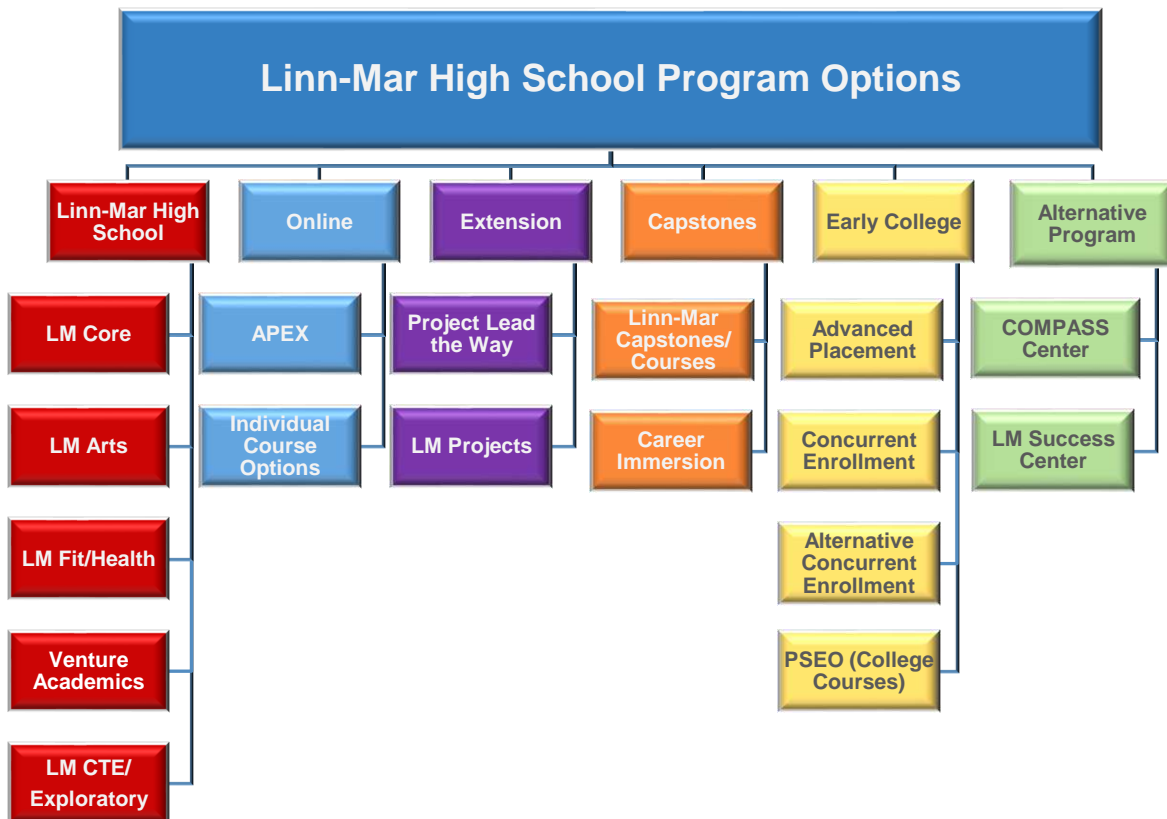 Linn-Mar High School Program Options
Linn-Mar High
School
Online
Extension
Capstones
Early College
Alternative
Program
LM Core
APEX
Project Lead
the Way
Linn-Mar
Capstones/
Courses
Advanced
Placement
COMPASS
Center
LM Arts
Individual
Course
Options
LM Projects
Career
Immersion
Concurrent
Enrollment
LM Success
Center
LM Fit/Health
Alternative
Concurrent
Enrollment
Venture
Academics
PSEO (College
Courses)
LM CTE/
Exploratory